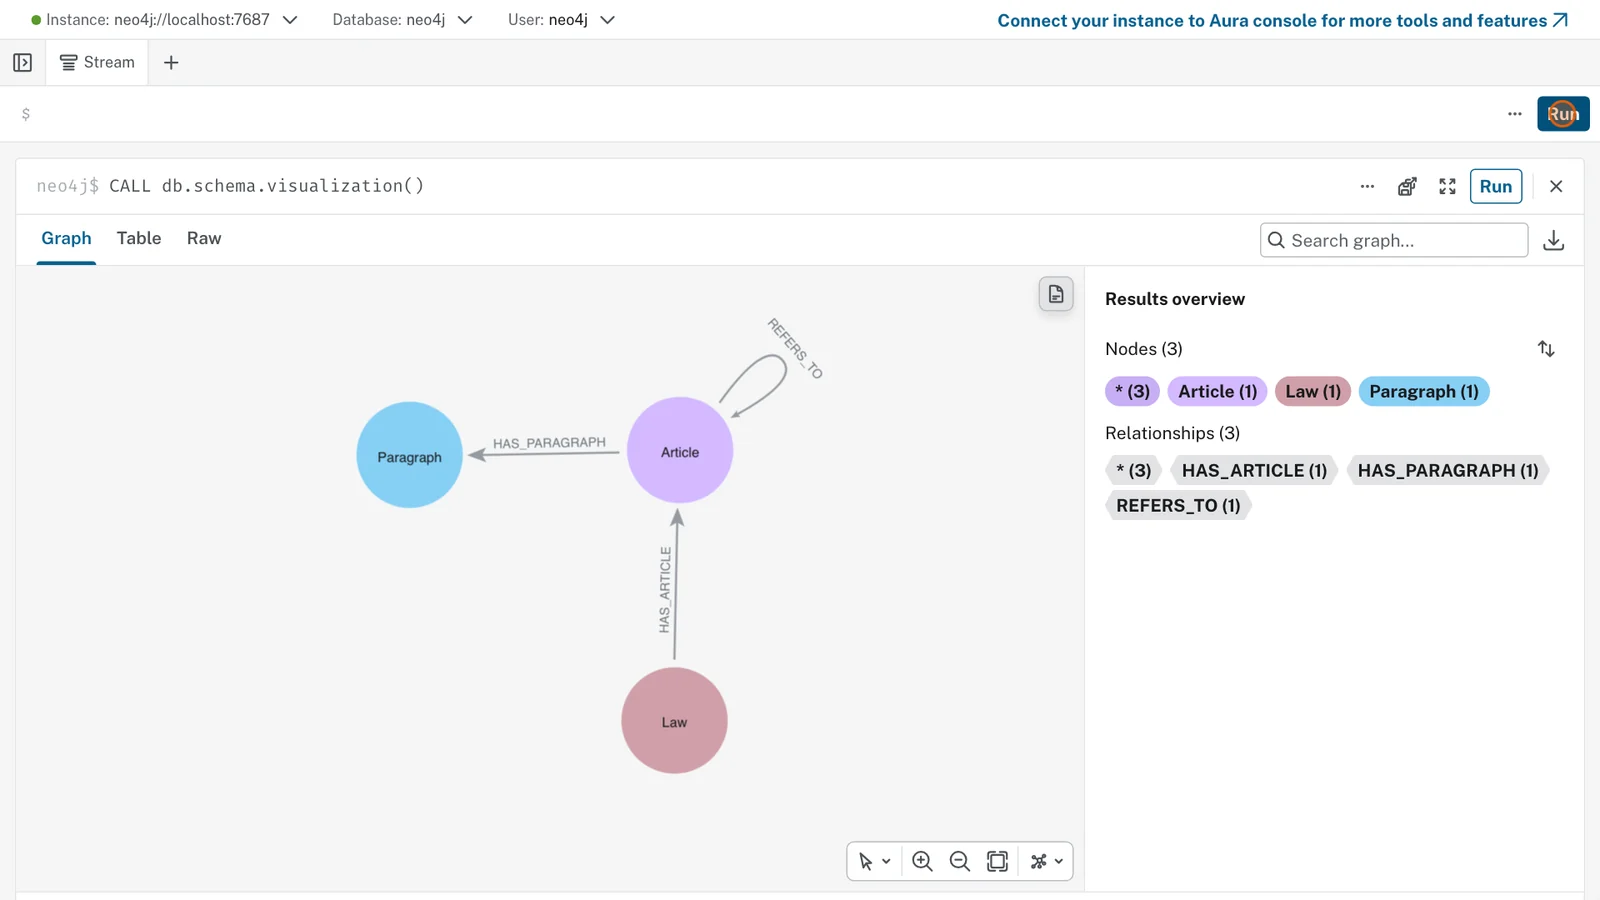 Instance: neo4j://localhost:7687 Database: neo4j User: neo4j Connect your instance to Aura console for more tools and features
Stream
$ Run
neo4j$ CALL db.schema.visualization() Run
Graph Table Raw Search graph...
Results overview
Nodes (3)
* (3) Article (1) Law (1) Paragraph (1)
Relationships (3)
* (3) HAS_ARTICLE (1) HAS_PARAGRAPH (1)
REFERS_TO (1)
REFERS_TO
HAS_PARAGRAPH
Paragraph
Article
HAS_ARTICLE
Law